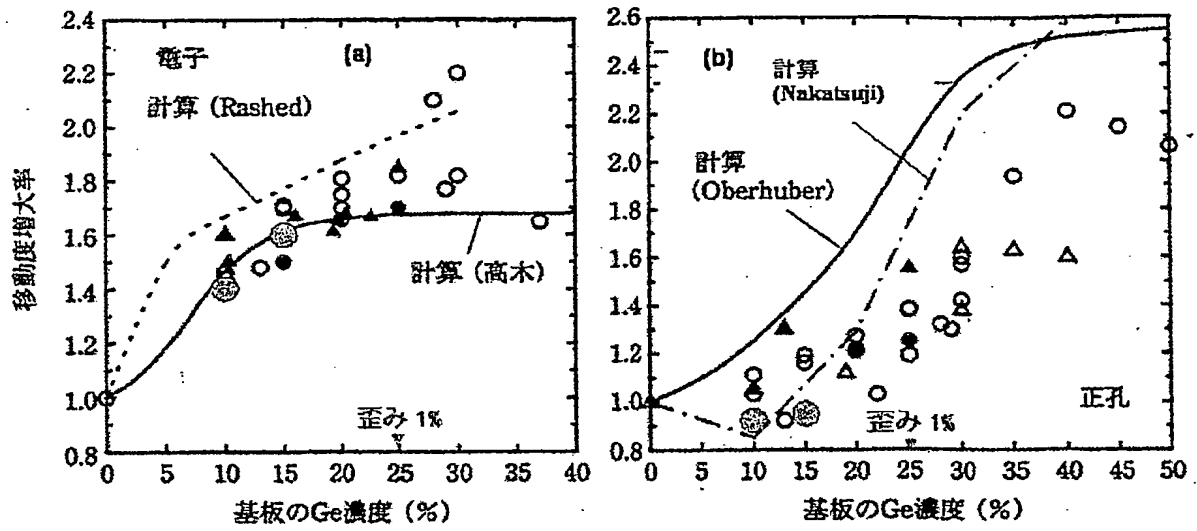 2.4
2.2
2.0
1.8
1.6
1.4
1.2
1.0
0.8
移動度増大率
電子
(a)
計算 (Rashed)
計算 (高木)
歪み 1%
0 5 10 15 20 25 30 35 40
基板のGe濃度 (%)
2.6
2.4
2.2
2.0
1.8
1.6
1.4
1.2
1.0
0.8
(b)
計算
(Nakatsuji)
計算
(Oberhuber)
正孔
歪み 1%
0 5 10 15 20 25 30 35 40 45 50
基板のGe濃度 (%)